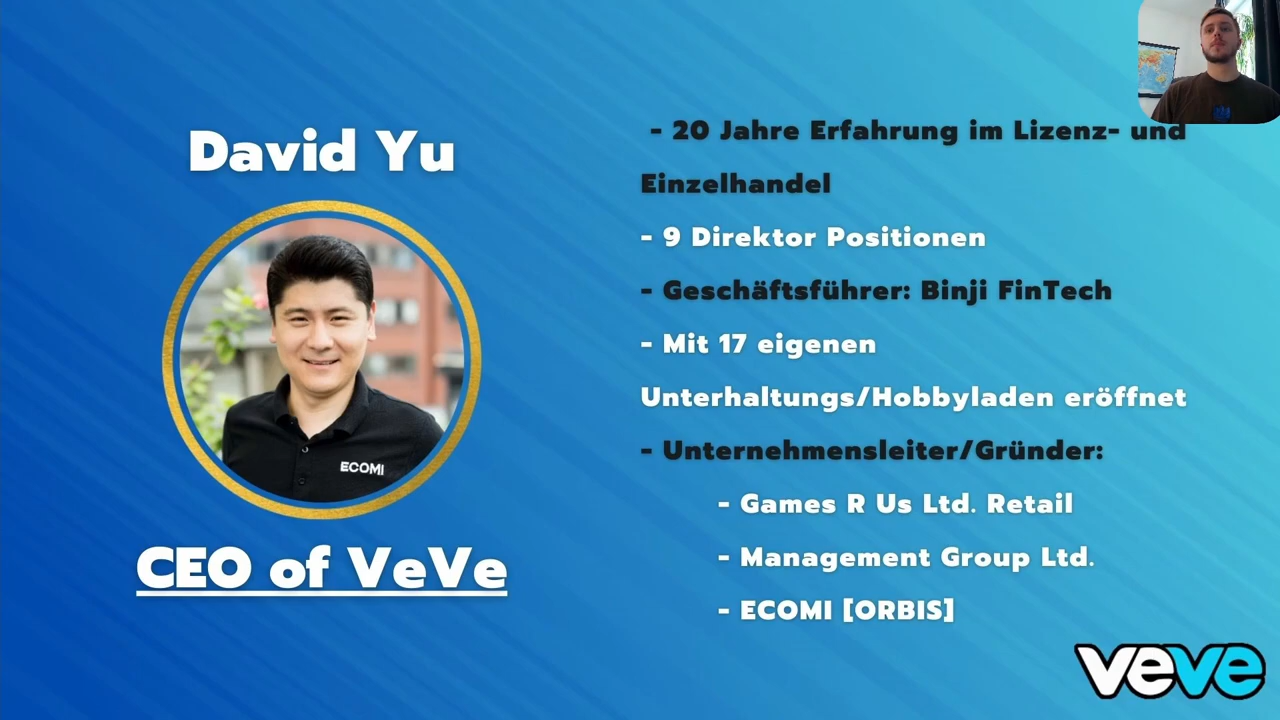 David Yu
ECOMI
CEO of VeVe
- 20 Jahre Erfahrung im Lizenz- und
Einzelhandel
- 9 Direktor Positionen
- Geschäftsführer: Binji FinTech
- Mit 17 eigenen
Unterhaltungs/Hobbyladen eröffnet
- Unternehmensleiter/Gründer:
- Games R Us Ltd. Retail
- Management Group Ltd.
- ECOMI [ORBIS]
veve